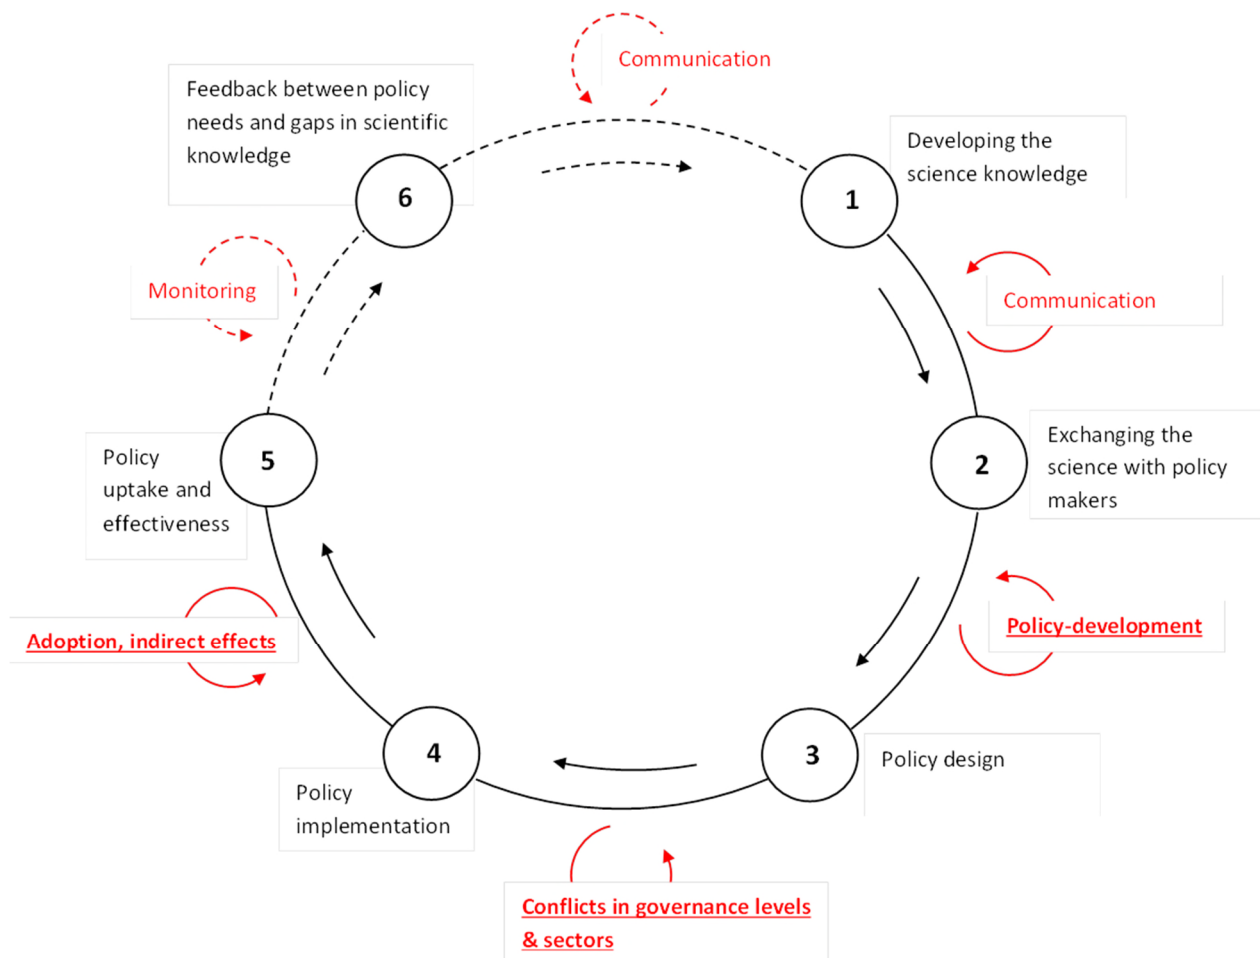 Communication
Feedback between policy
needs and gaps in scientific
knowledge
6
Developing the
science knowledge
1
Communication
Monitoring
Exchanging the
science with policy
makers
2
Policy
uptake and
effectiveness
5
Policy-development
Adoption, indirect effects
Policy design
3
4
Policy
implementation
Conflicts in governance levels
& sectors